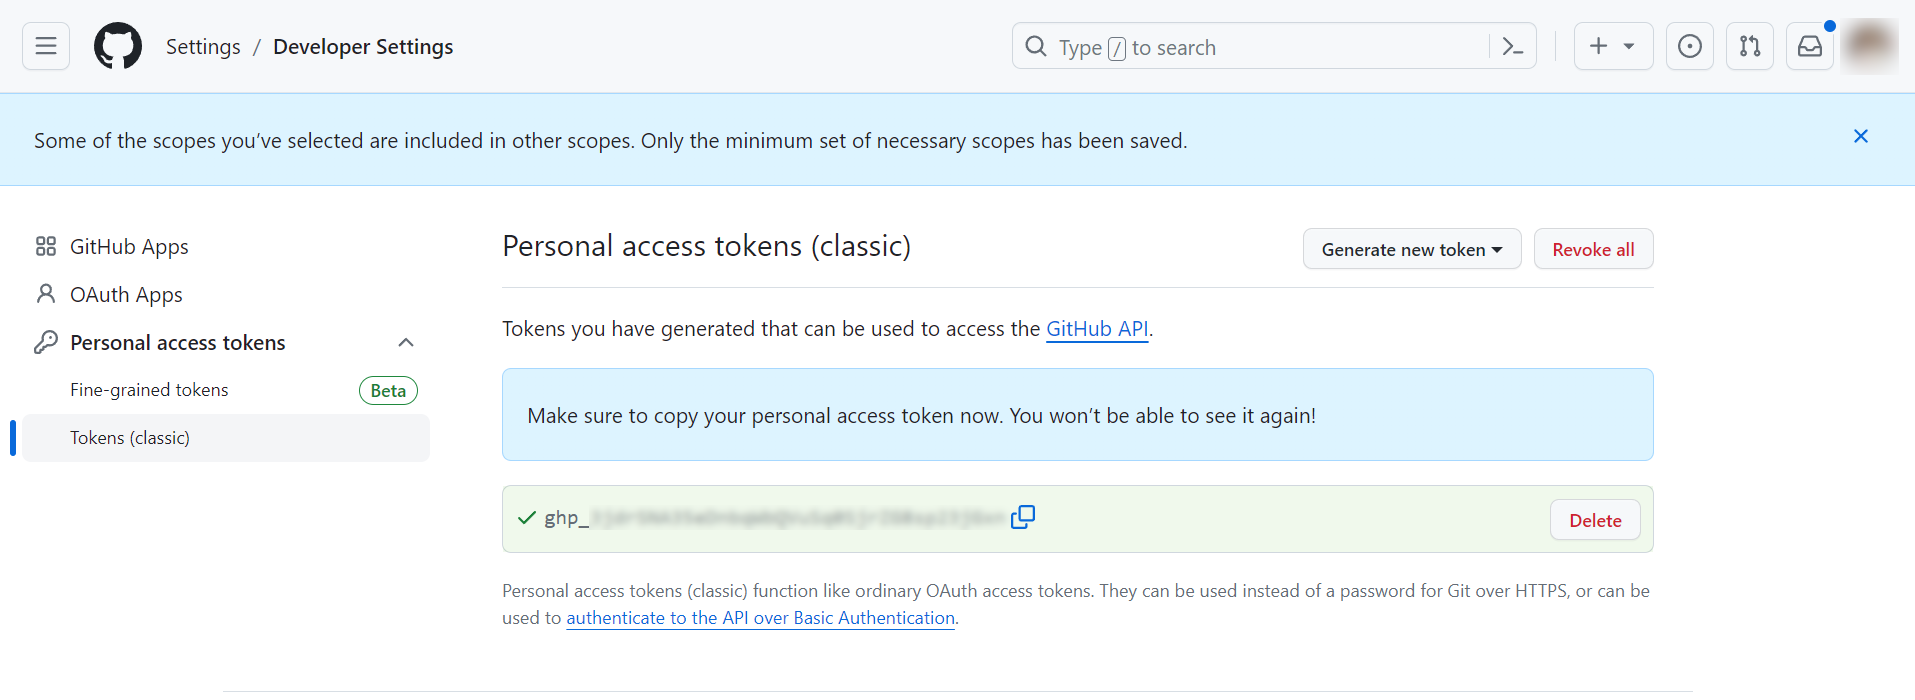 Settings / Developer Settings
Type / to search
Some of the scopes you’ve selected are included in other scopes. Only the minimum set of necessary scopes has been saved.
GitHub Apps
OAuth Apps
Personal access tokens
Fine-grained tokens
Beta
Tokens (classic)
Personal access tokens (classic)
Generate new token
Revoke all
Tokens you have generated that can be used to access the GitHub API.
Make sure to copy your personal access token now. You won’t be able to see it again!
ghp_
Delete
Personal access tokens (classic) function like ordinary OAuth access tokens. They can be used instead of a password for Git over HTTPS, or can be
used to authenticate to the API over Basic Authentication.